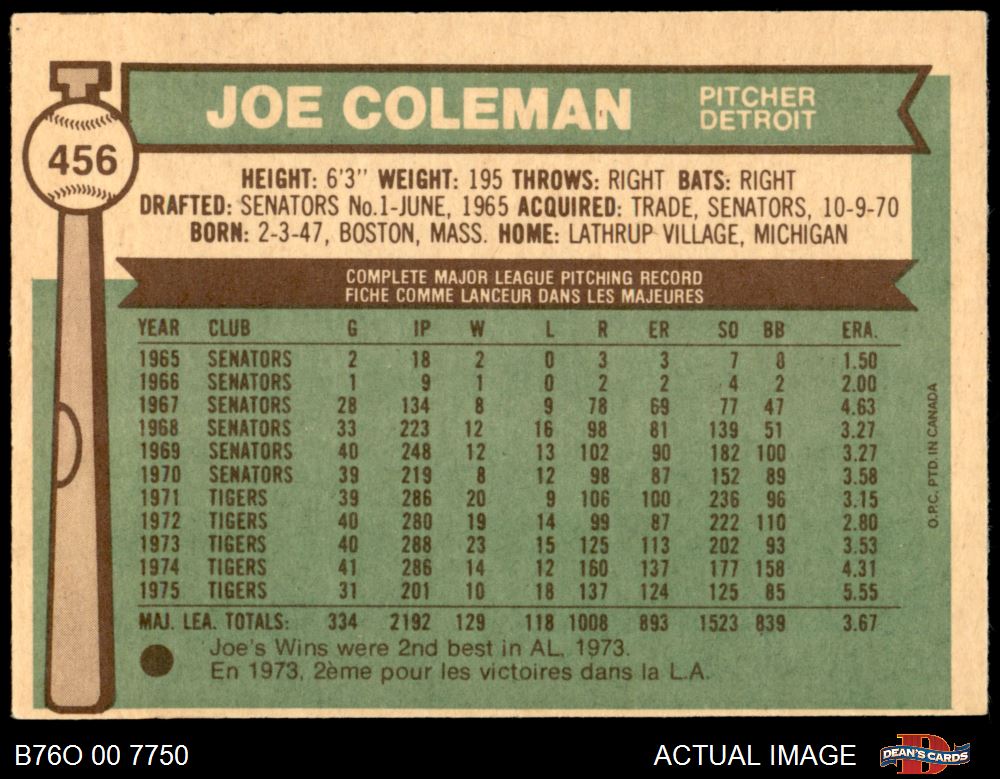 456
JOE COLEMAN
PITCHER
DETROIT
HEIGHT: 6'3" WEIGHT: 195 THROWS: RIGHT BATS: RIGHT
DRAFTED: SENATORS No.1-JUNE, 1965 ACQUIRED: TRADE, SENATORS, 10-9-70
BORN: 2-3-47, BOSTON, MASS. HOME: LATHRUP VILLAGE, MICHIGAN
COMPLETE MAJOR LEAGUE PITCHING RECORD
FICHE COMME LANCEUR DANS LES MAJEURES
YEAR CLUB G IP W L R ER SO BB ERA.
1965 SENATORS 2 18 2 0 3 3 7 8 1.50
1966 SENATORS 1 9 1 0 2 2 4 2 2.00
1967 SENATORS 28 134 8 9 78 69 77 47 4.63
1968 SENATORS 33 223 12 16 98 81 139 51 3.27
1969 SENATORS 40 248 12 13 102 90 182 100 3.27
1970 SENATORS 39 219 8 12 98 87 152 89 3.58
1971 TIGERS 39 286 20 9 106 100 236 96 3.15
1972 TIGERS 40 280 19 14 99 87 222 110 2.80
1973 TIGERS 40 288 23 15 125 113 202 93 3.53
1974 TIGERS 41 286 14 12 160 137 177 158 4.31
1975 TIGERS 31 201 10 18 137 124 125 85 5.55
MAJ. LEA. TOTALS: 334 2192 129 118 1008 893 1523 839 3.67
Joe's Wins were 2nd best in AL, 1973.
En 1973, 2ème pour les victoires dans la L.A.
O.P.C. PTD. IN CANADA
B76O 00 7750
ACTUAL IMAGE
DEAN'S CARDS